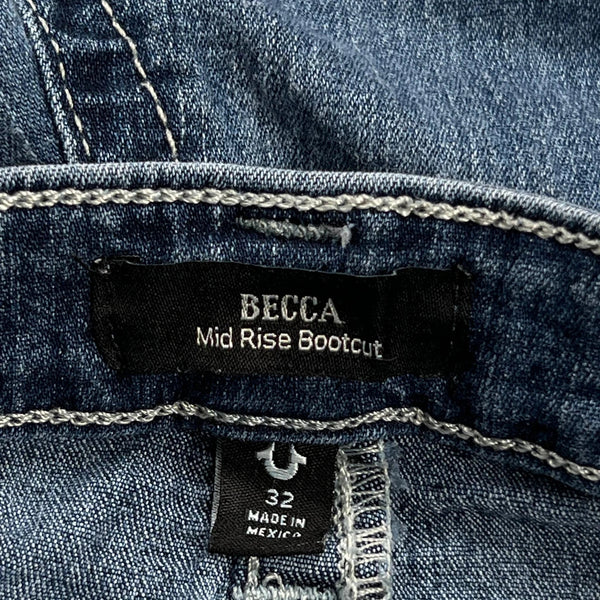 BECCA
Mid Rise Bootcut
32
MADE IN
MEXICO